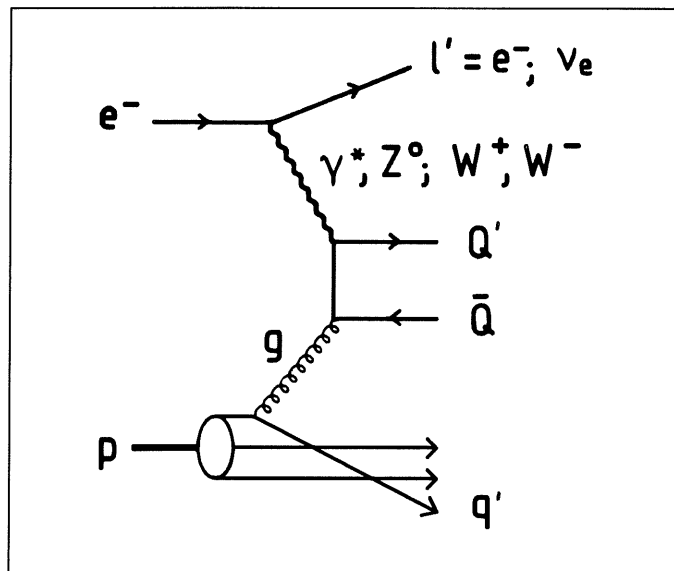 l′ = e⁻; νₑ
e⁻
γ*, Z⁰; W⁺, W⁻
Q′
Q̄
g
p
q′